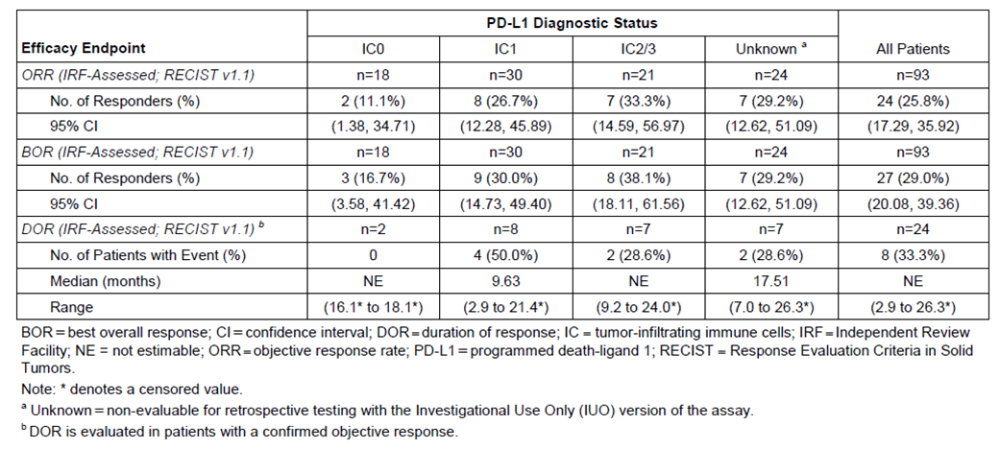 PD-L1 Diagnostic Status
Efficacy Endpoint IC0 IC1 IC2/3 Unknown a All Patients
ORR (IRF-Assessed; RECIST v1.1) n=18 n=30 n=21 n=24 n=93
No. of Responders (%) 2 (11.1%) 8 (26.7%) 7 (33.3%) 7 (29.2%) 24 (25.8%)
95% CI (1.38, 34.71) (12.28, 45.89) (14.59, 56.97) (12.62, 51.09) (17.29, 35.92)
BOR (IRF-Assessed; RECIST v1.1) n=18 n=30 n=21 n=24 n=93
No. of Responders (%) 3 (16.7%) 9 (30.0%) 8 (38.1%) 7 (29.2%) 27 (29.0%)
95% CI (3.58, 41.42) (14.73, 49.40) (18.11, 61.56) (12.62, 51.09) (20.08, 39.36)
DOR (IRF-Assessed; RECIST v1.1) b n=2 n=8 n=7 n=7 n=24
No. of Patients with Event (%) 0 4 (50.0%) 2 (28.6%) 2 (28.6%) 8 (33.3%)
Median (months) NE 9.63 NE 17.51 NE
Range (16.1* to 18.1*) (2.9 to 21.4*) (9.2 to 24.0*) (7.0 to 26.3*) (2.9 to 26.3*)
BOR = best overall response; CI = confidence interval; DOR = duration of response; IC = tumor-infiltrating immune cells; IRF = Independent Review
Facility; NE = not estimable; ORR = objective response rate; PD-L1 = programmed death-ligand 1; RECIST = Response Evaluation Criteria in Solid
Tumors.
Note: * denotes a censored value.
a Unknown = non-evaluable for retrospective testing with the Investigational Use Only (IUO) version of the assay.
b DOR is evaluated in patients with a confirmed objective response.